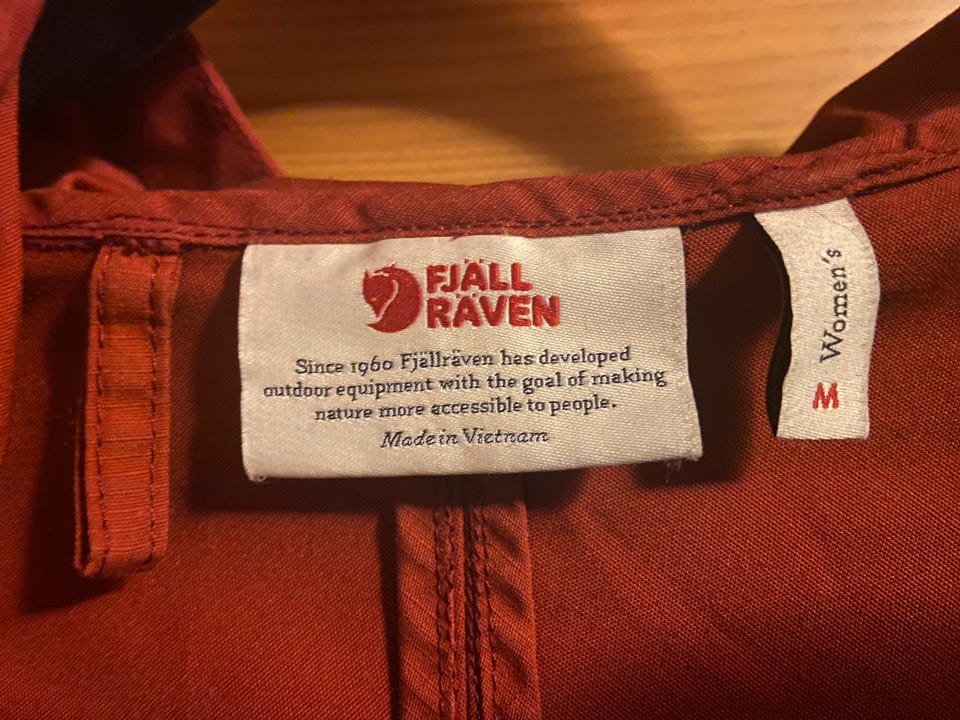 FJÄLL
RÄVEN
Since 1960 Fjällräven has developed
outdoor equipment with the goal of making
nature more accessible to people.
Made in Vietnam
Women's
M